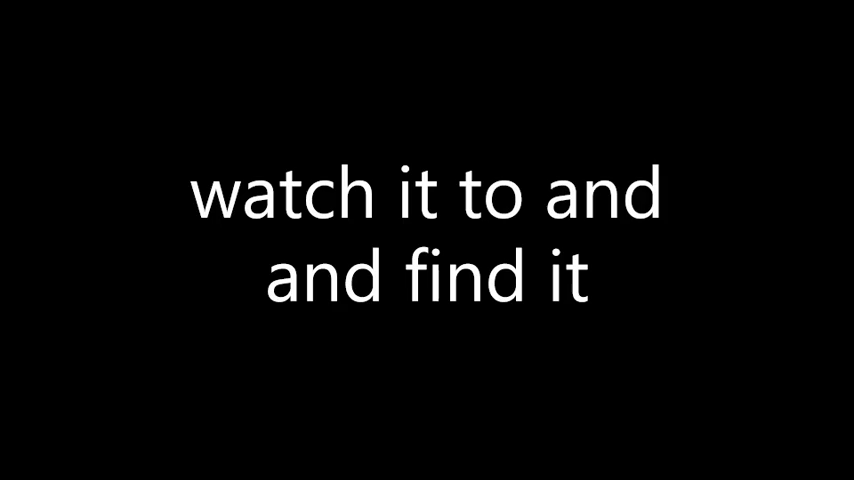 watch it to and
and find it